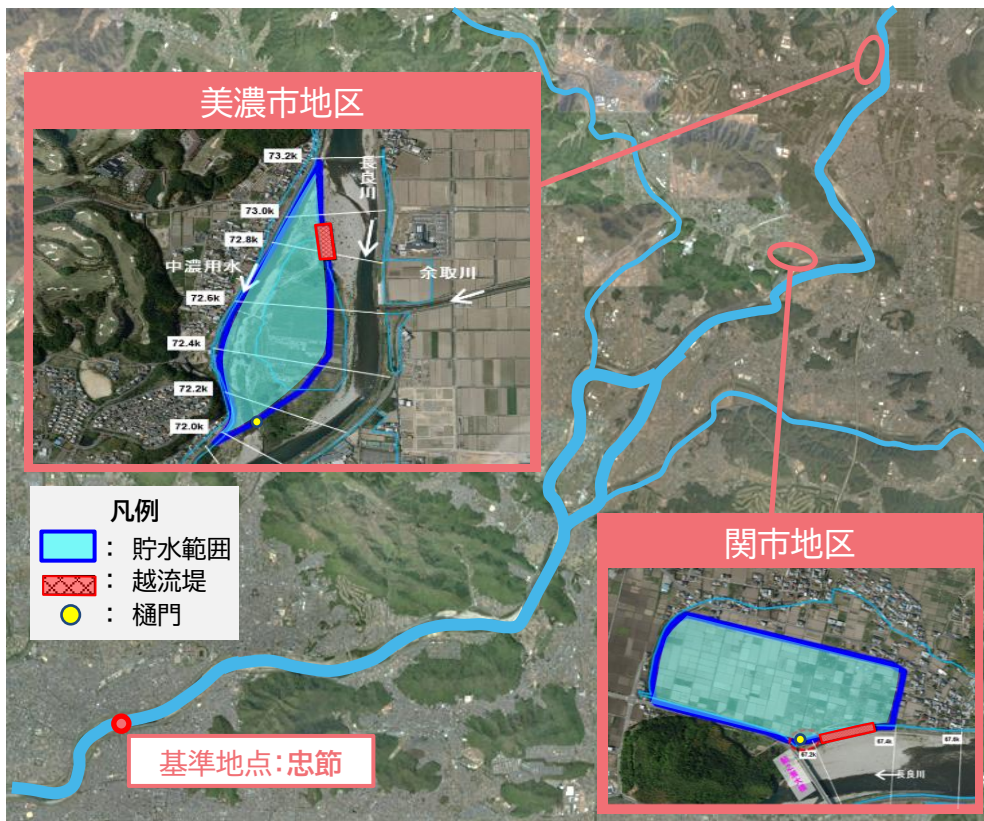 美濃市地区
73.2k
長良川
73.0k
72.8k
中濃用水
余取川
72.6k
72.4k
72.2k
72.0k
凡例
： 貯水範囲
： 越流堤
： 樋門
関市地区
67.2k
67.4k
67.6k
長良川
基準地点：忠節